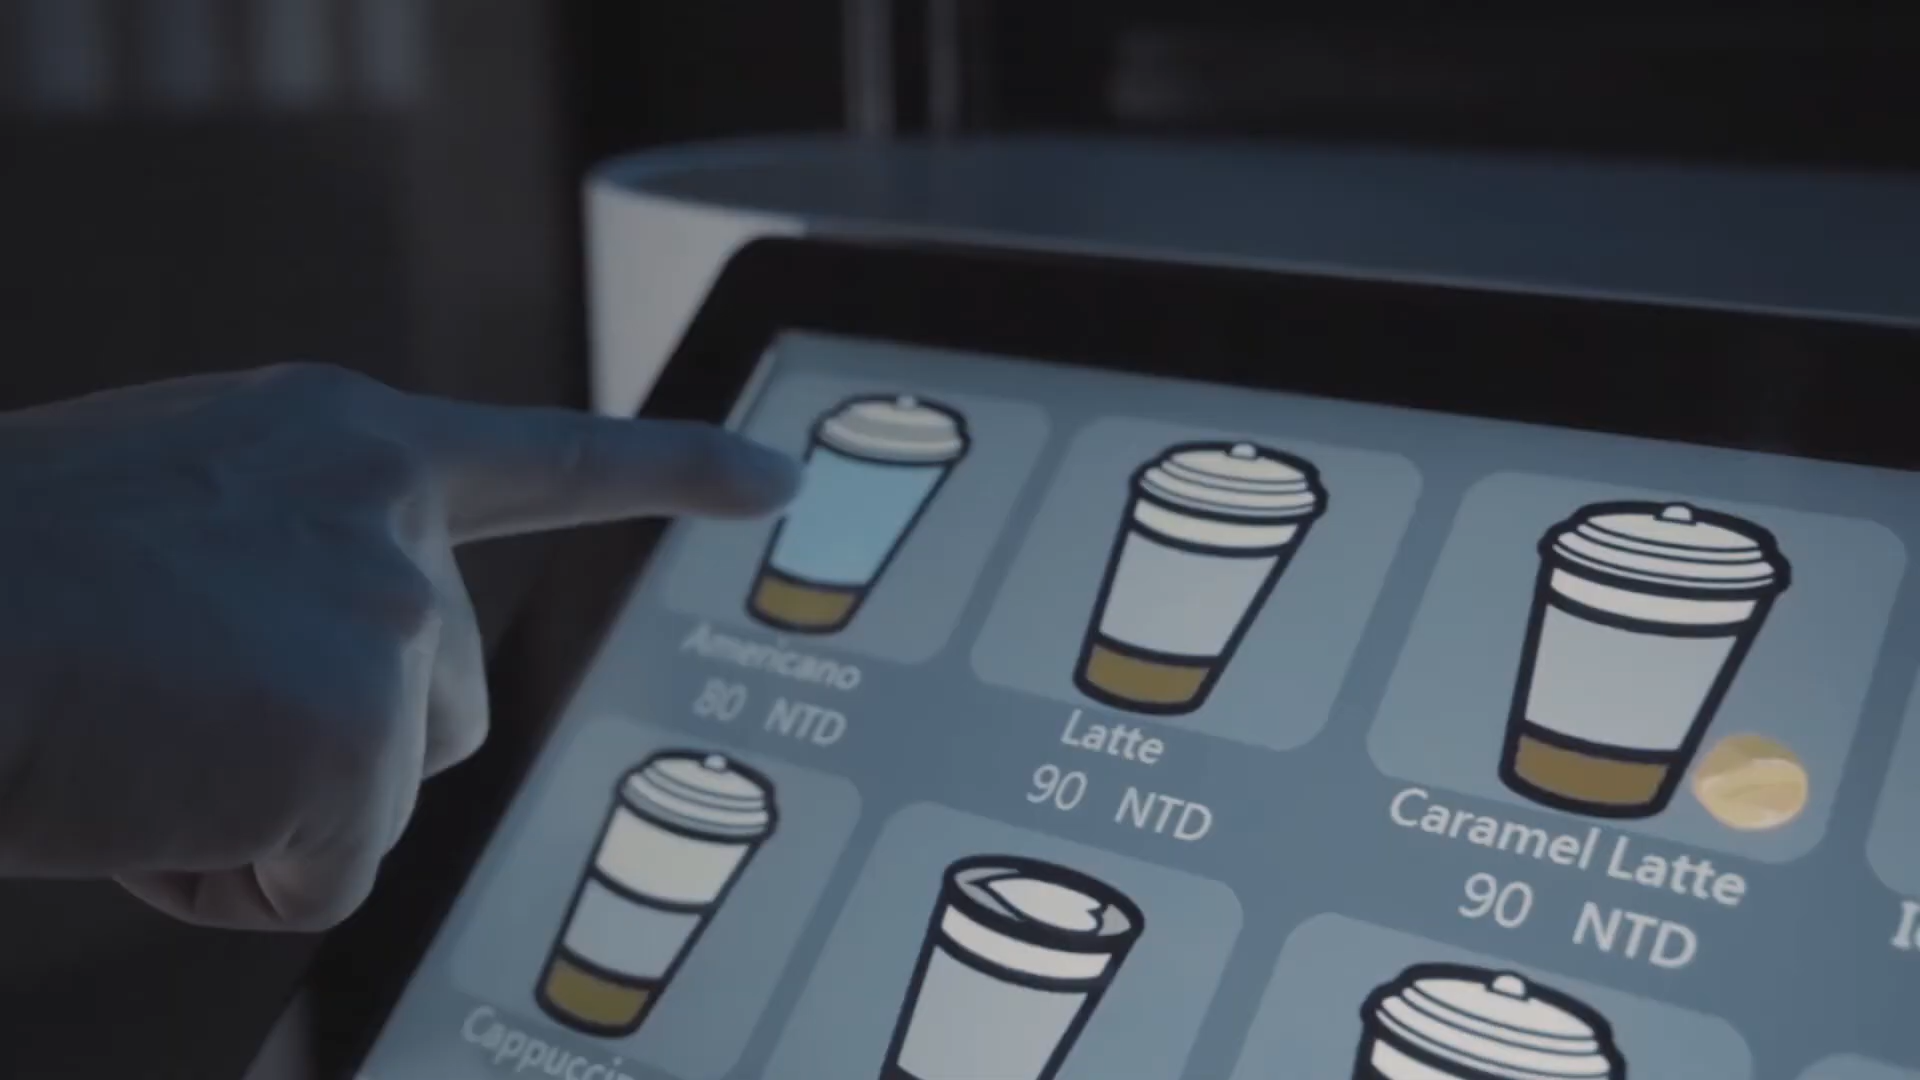 Americano
80 NTD
Latte
90 NTD
Caramel Latte
90 NTD